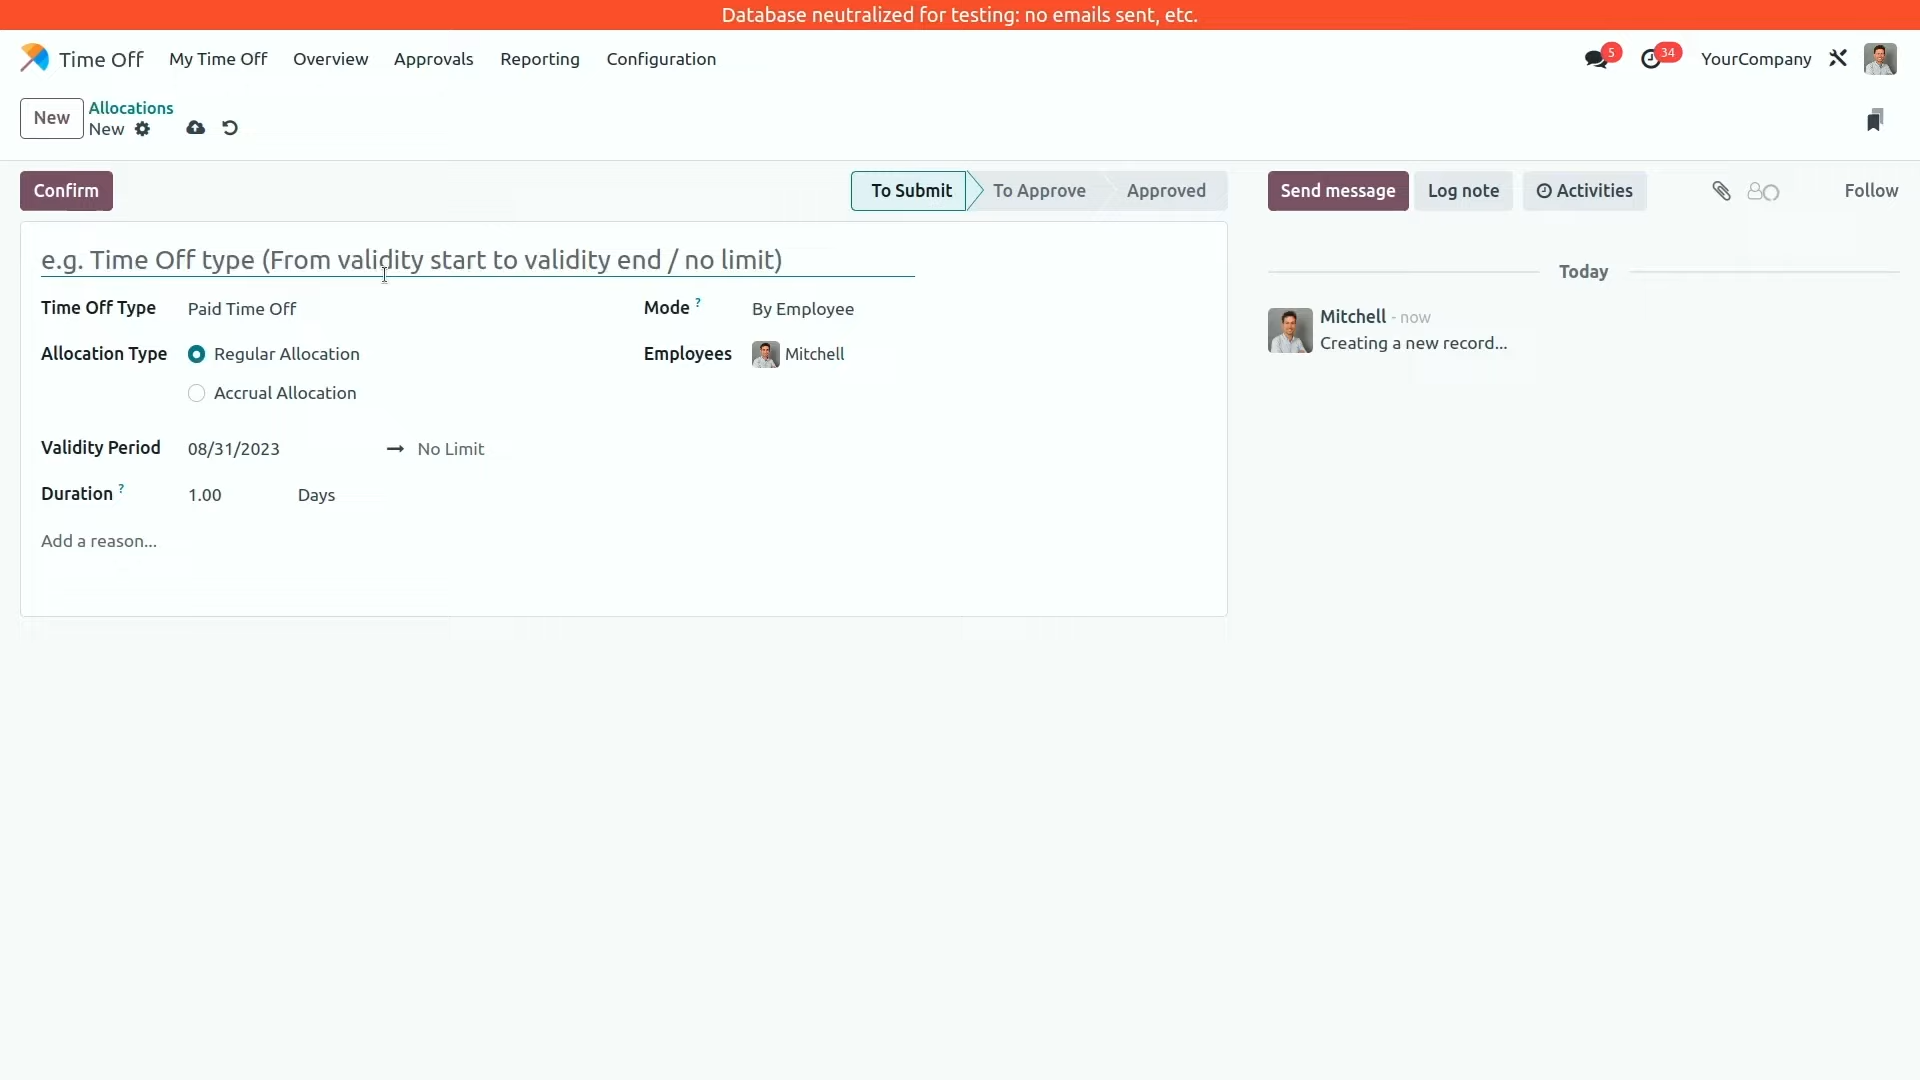 Database neutralized for testing: no emails sent, etc.
Time Off My Time Off Overview Approvals Reporting Configuration 5 34 YourCompany
New Allocations
New
Confirm To Submit To Approve Approved Send message Log note Activities Follow
e.g. Time Off type (From validity start to validity end / no limit)
Today
Time Off Type Paid Time Off Mode ? By Employee
Mitchell - now
Creating a new record...
Allocation Type Regular Allocation Employees Mitchell
Accrual Allocation
Validity Period 08/31/2023 → No Limit
Duration ? 1.00 Days
Add a reason...